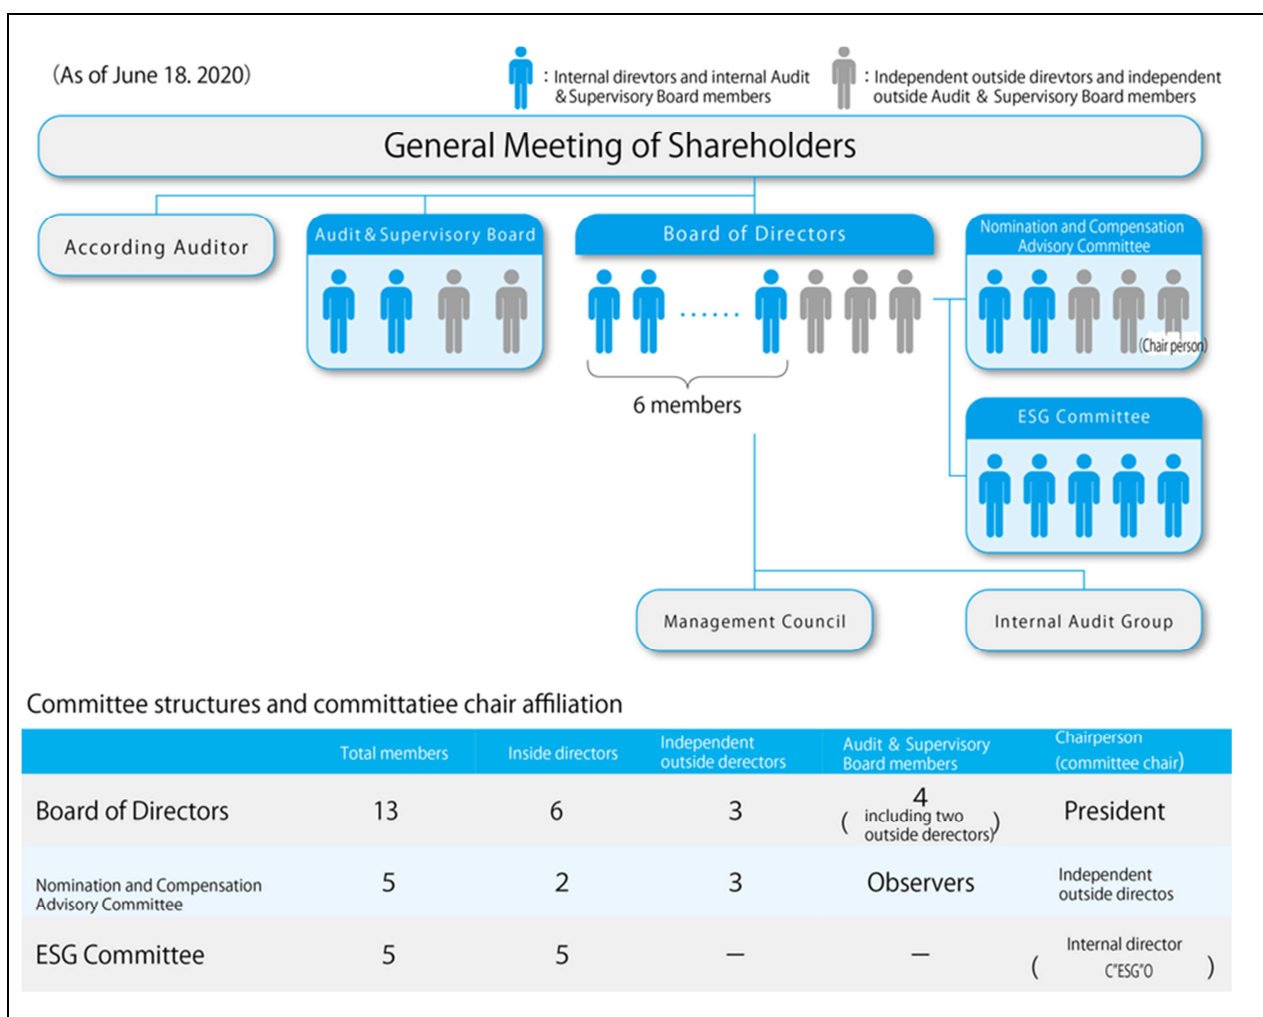 (As of June 18. 2020)
: Internal direvtors and internal Audit
& Supervisory Board members
: Independent outside direvtors and independent
outside Audit & Supervisory Board members
General Meeting of Shareholders
According Auditor
Audit & Supervisory Board
Board of Directors
Nomination and Compensation
Advisory Committee
......
(Chair person)
6 members
ESG Committee
Management Council
Internal Audit Group
Committee structures and committatiee chair affiliation
Total members
Inside directors
Independent
outside derectors
Audit & Supervisory
Board members
Chairperson
(committee chair)
Board of Directors
13
6
3
4
( including two
outside derectors))
President
Nomination and Compensation
Advisory Committee
5
2
3
Observers
Independent
outside directos
ESG Committee
5
5
—
—
Internal director
( C"ESG"O )